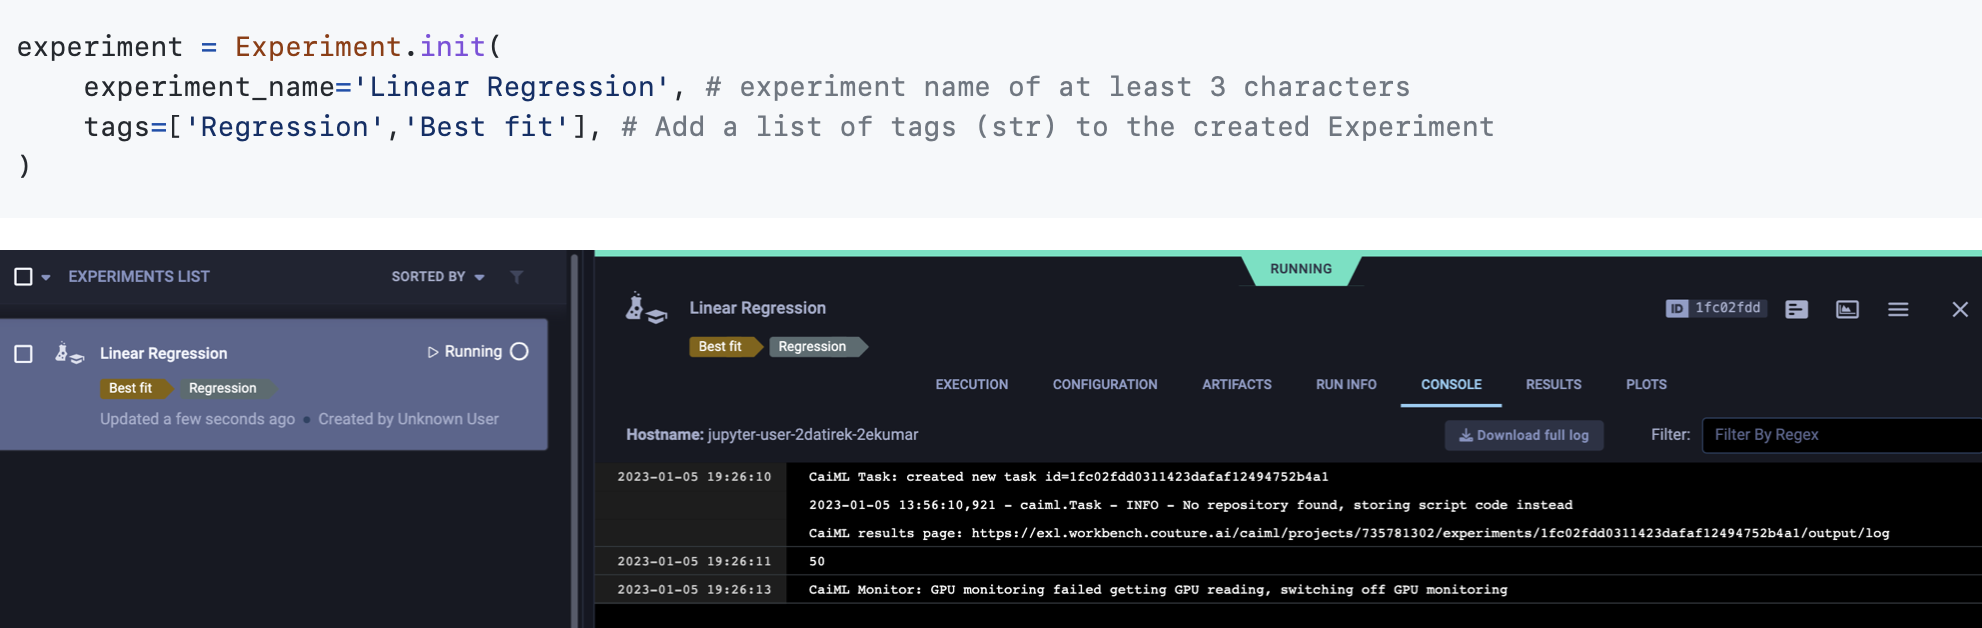 experiment = Experiment.init(
experiment_name='Linear Regression', # experiment name of at least 3 characters
tags=['Regression','Best fit'], # Add a list of tags (str) to the created Experiment
)
EXPERIMENTS LIST
SORTED BY
Linear Regression
Running
Best fit
Regression
Updated a few seconds ago • Created by Unknown User
RUNNING
Linear Regression
ID 1fc02fdd
Best fit
Regression
EXECUTION CONFIGURATION ARTIFACTS RUN INFO CONSOLE RESULTS PLOTS
Hostname: jupyter-user-2datirek-2ekumar
Download full log
Filter: Filter By Regex
2023-01-05 19:26:10 CaiML Task: created new task id=1fc02fdd0311423dafaf12494752b4a1
2023-01-05 13:56:10,921 - caiml.Task - INFO - No repository found, storing script code instead
CaiML results page: https://exl.workbench.couture.ai/caiml/projects/735781302/experiments/1fc02fdd0311423dafaf12494752b4a1/output/log
2023-01-05 19:26:11 50
2023-01-05 19:26:13 CaiML Monitor: GPU monitoring failed getting GPU reading, switching off GPU monitoring